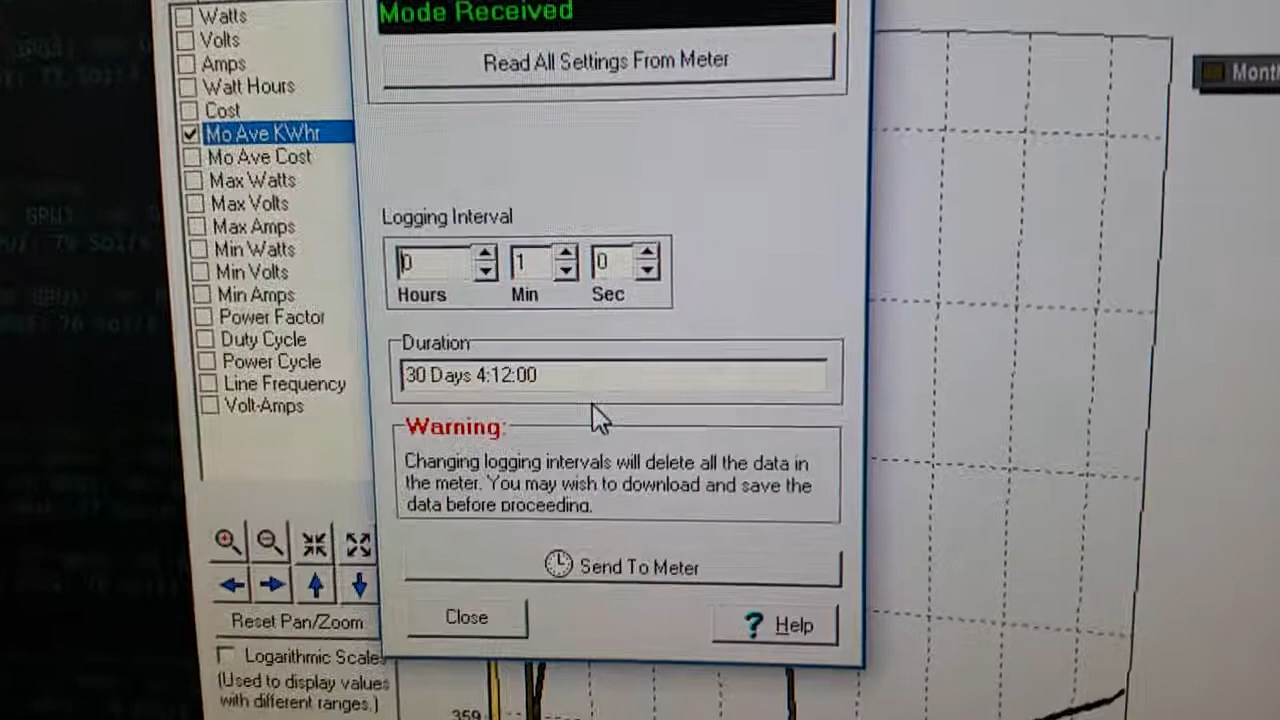 Mode Received
Read All Settings From Meter
Watts
Volts
Amps
Watt Hours
Cost
Mo Ave KWhr
Mo Ave Cost
Max Watts
Max Volts
Max Amps
Min Watts
Min Volts
Min Amps
Power Factor
Duty Cycle
Power Cycle
Line Frequency
Volt-Amps
Logging Interval
0 1 0
Hours Min Sec
Duration
30 Days 4:12:00
Warning:
Changing logging intervals will delete all the data in
the meter. You may wish to download and save the
data before proceeding.
Send To Meter
Close
? Help
Reset Pan/Zoom
Logarithmic Scale
(Used to display values
with different ranges.)
359